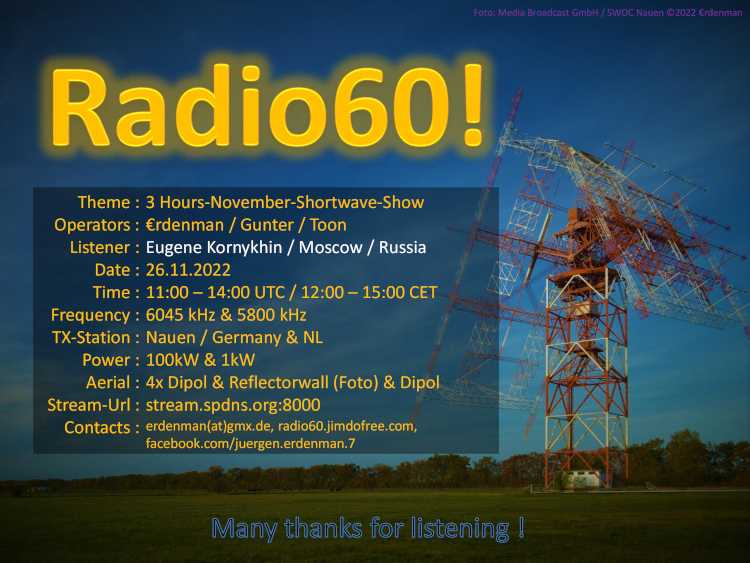 Foto: Media Broadcast GmbH / SWDC Nauen ©2022 €rdenman
Radio60!
Theme : 3 Hours-November-Shortwave-Show
Operators : €rdenman / Gunter / Toon
Listener : Eugene Kornykhin / Moscow / Russia
Date : 26.11.2022
Time : 11:00 – 14:00 UTC / 12:00 – 15:00 CET
Frequency : 6045 kHz & 5800 kHz
TX-Station : Nauen / Germany & NL
Power : 100kW & 1kW
Aerial : 4x Dipol & Reflectorwall (Foto) & Dipol
Stream-Url : stream.spdns.org:8000
Contacts : erdenman(at)gmx.de, radio60.jimdofree.com,
facebook.com/juergen.erdenman.7
Many thanks for listening !